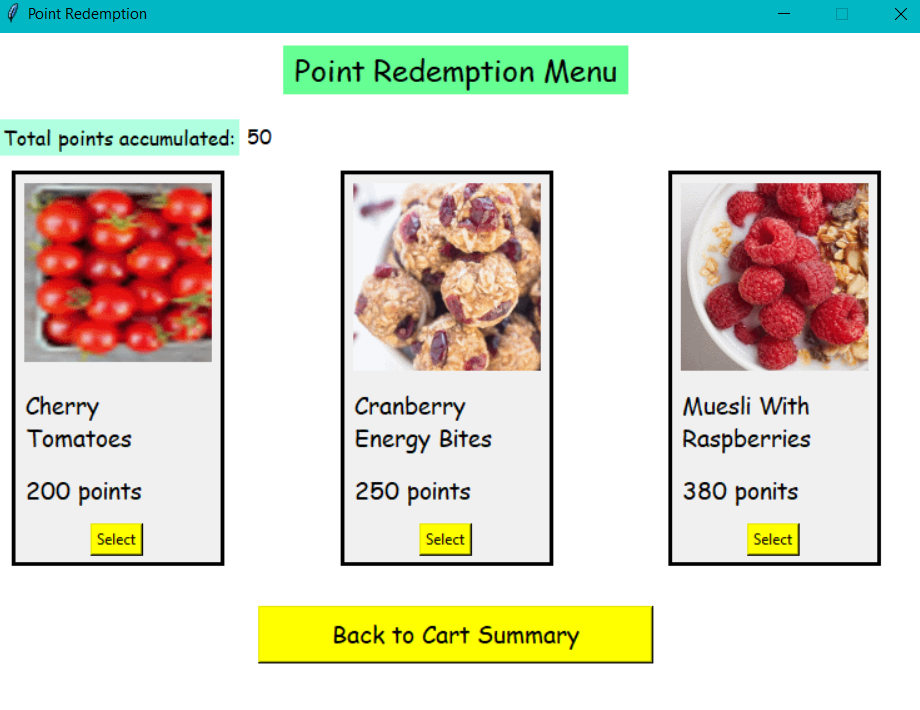 Point Redemption
Point Redemption Menu
Total points accumulated: 50
Cherry
Tomatoes
200 points
Select
Cranberry
Energy Bites
250 points
Select
Muesli With
Raspberries
380 ponits
Select
Back to Cart Summary